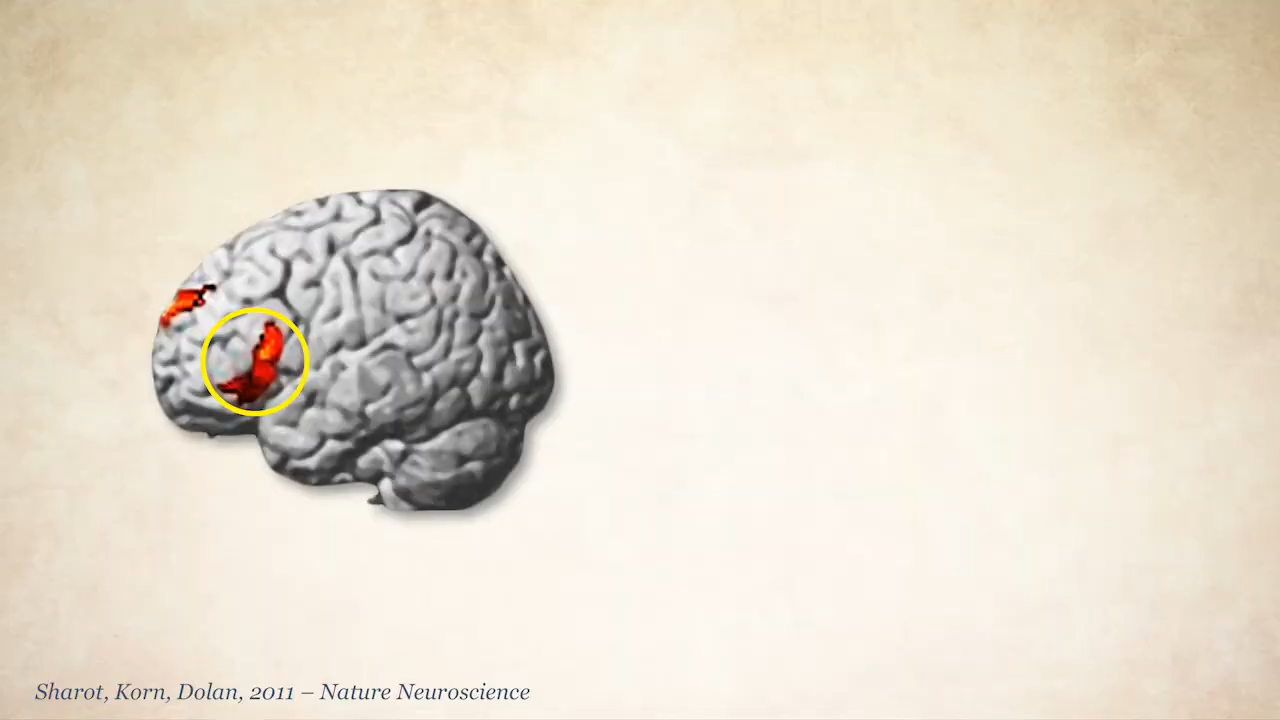 Sharot, Korn, Dolan, 2011 – Nature Neuroscience